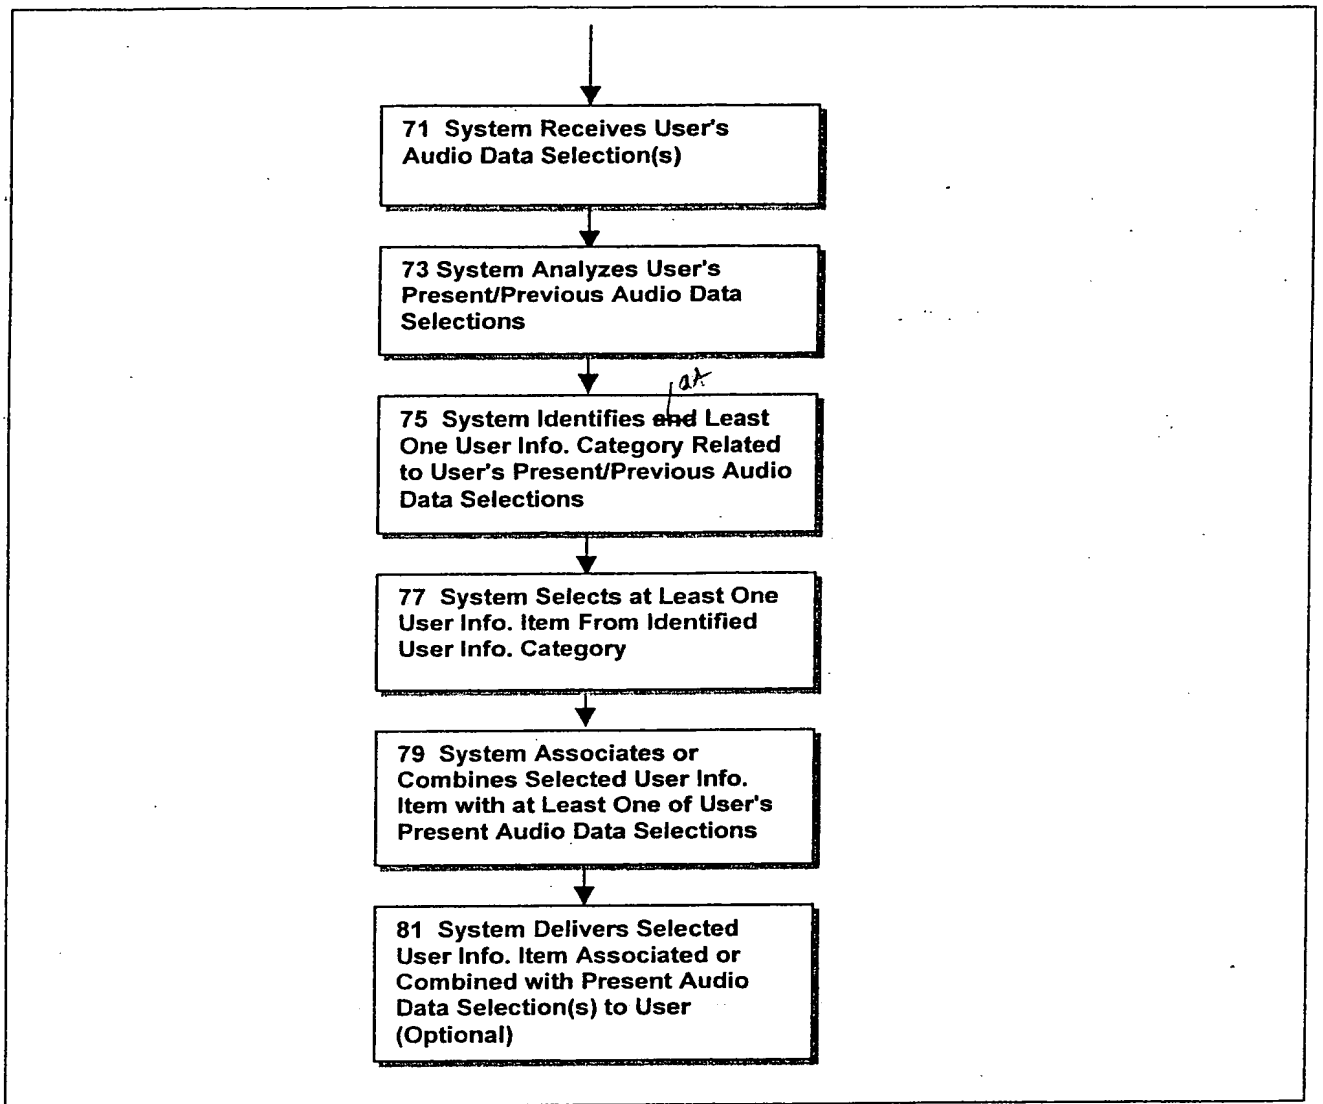 71 System Receives User's
Audio Data Selection(s)
73 System Analyzes User's
Present/Previous Audio Data
Selections
at
75 System Identifies and Least
One User Info. Category Related
to User's Present/Previous Audio
Data Selections
77 System Selects at Least One
User Info. Item From Identified
User Info. Category
79 System Associates or
Combines Selected User Info.
Item with at Least One of User's
Present Audio Data Selections
81 System Delivers Selected
User Info. Item Associated or
Combined with Present Audio
Data Selection(s) to User
(Optional)